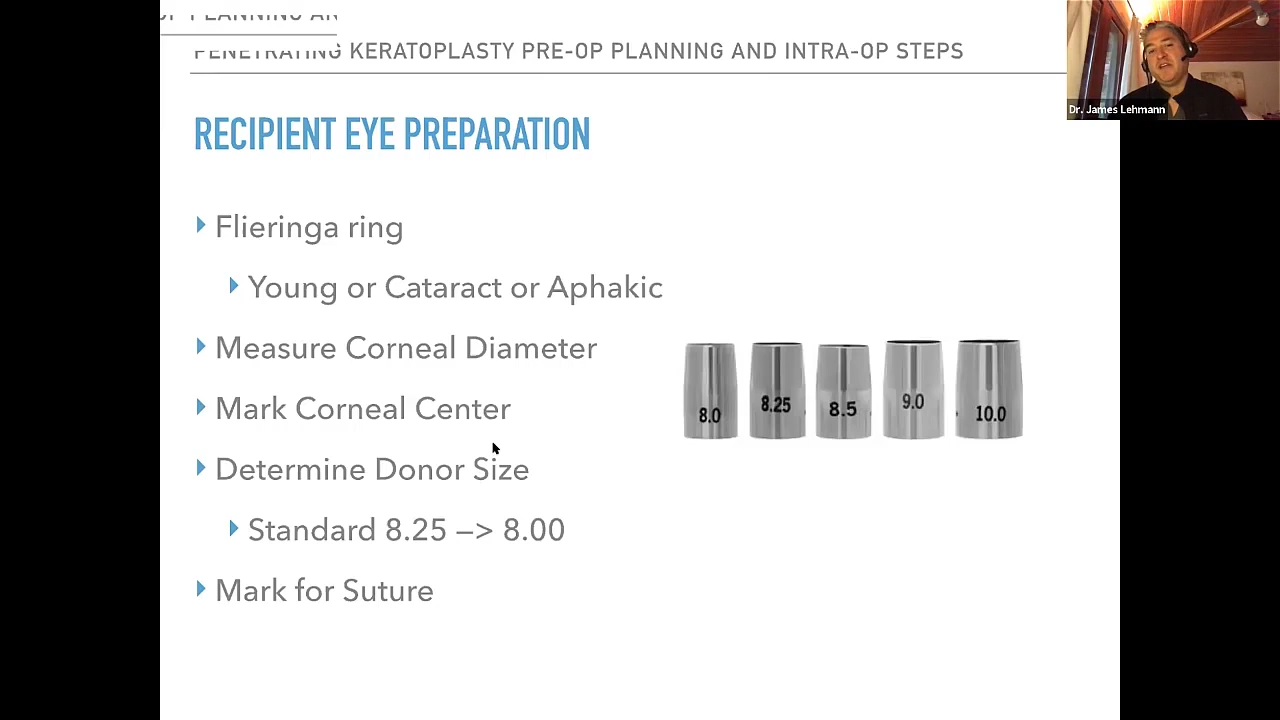 PENETRATING KERATOPLASTY PRE-OP PLANNING AND INTRA-OP STEPS
Dr. James Lehmann
RECIPIENT EYE PREPARATION
Flieringa ring
Young or Cataract or Aphakic
Measure Corneal Diameter
Mark Corneal Center
Determine Donor Size
Standard 8.25 —> 8.00
Mark for Suture
8.0 8.25 8.5 9.0 10.0